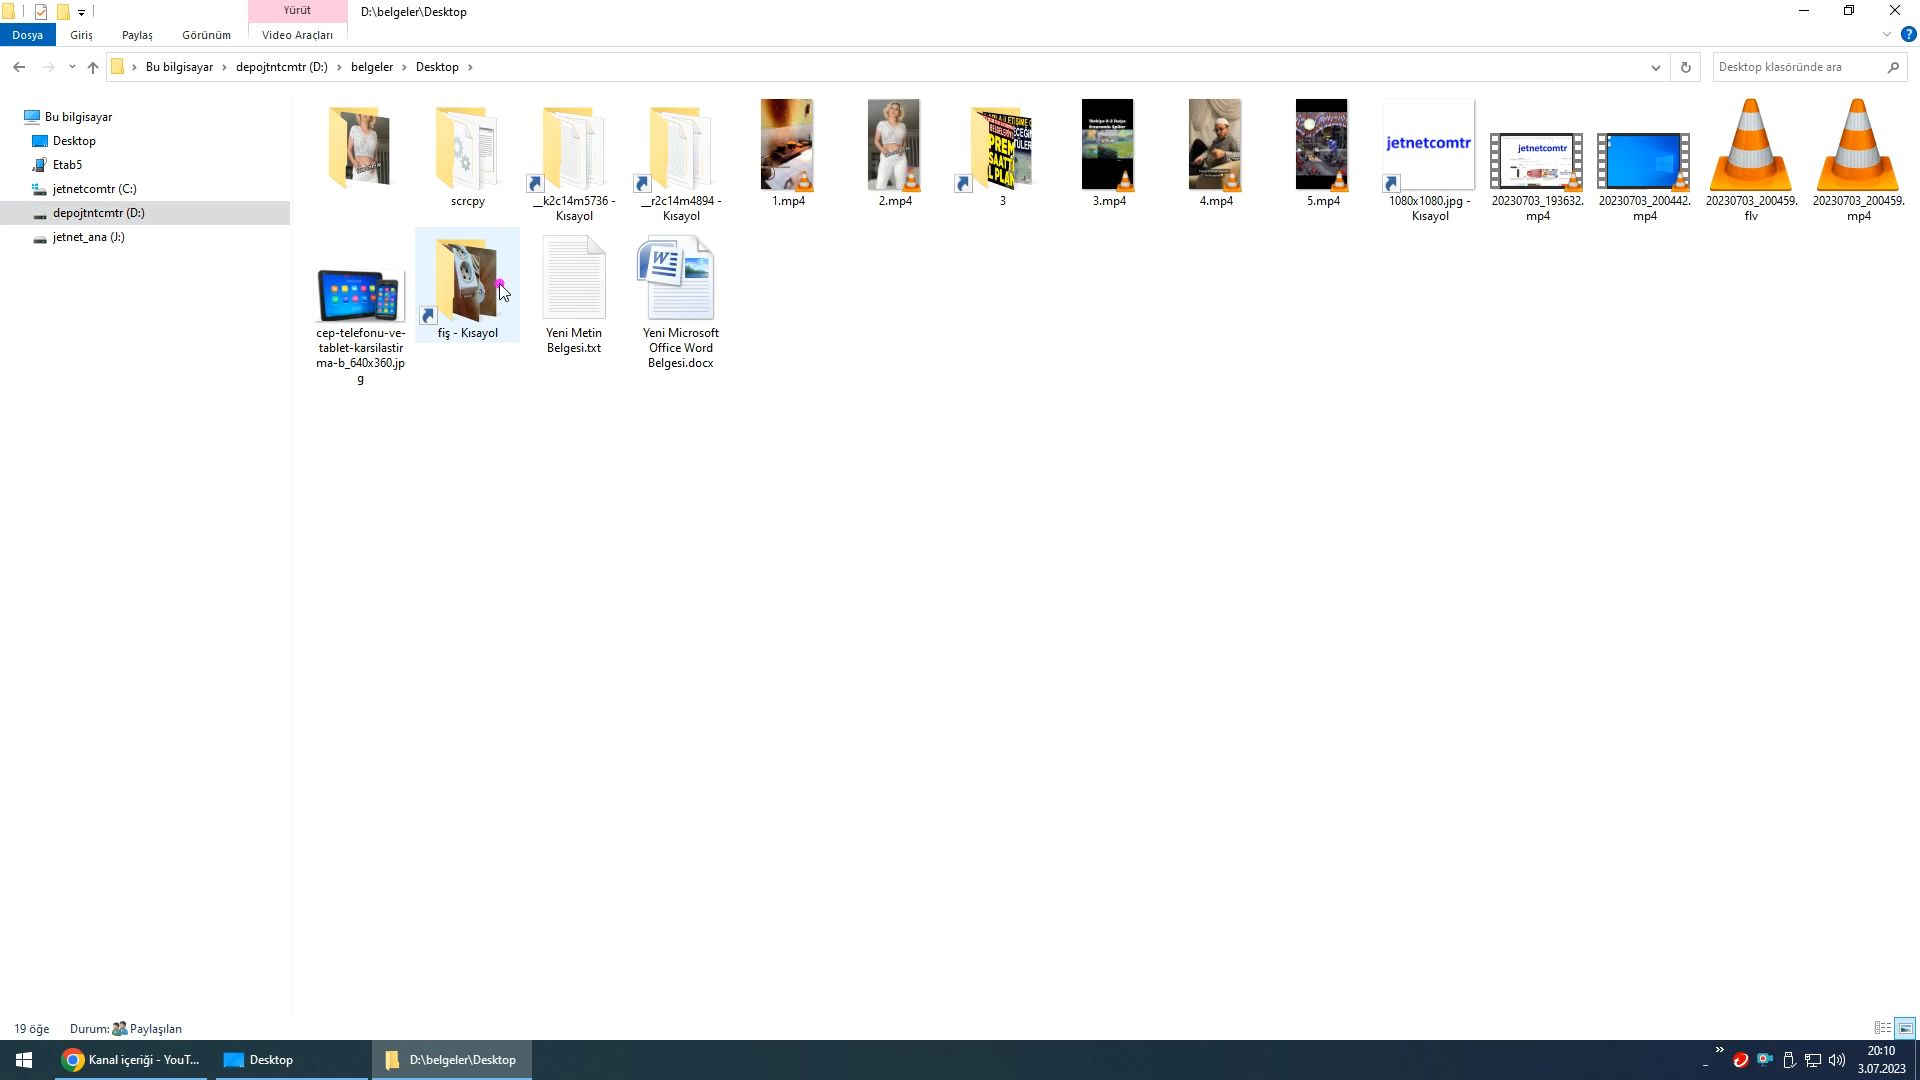 Yürüt
D:\belgeler\Desktop
Dosya
Giriş
Paylaş
Görünüm
Video Araçları
Bu bilgisayar
depojtntcmtr (D:)
belgeler
Desktop
Desktop klasöründe ara
Bu bilgisayar
Desktop
Etab5
jetnetcomtr (C:)
depojtntcmtr (D:)
jetnet_ana (J:)
scrcpy
__k2c14m5736 -
Kısayol
__r2c14m4894 -
Kısayol
1.mp4
2.mp4
3
3.mp4
4.mp4
5.mp4
jetnetcomtr
1080x1080.jpg -
Kısayol
jetnetcomtr
20230703_193632.
mp4
20230703_200442.
mp4
20230703_200459.
flv
20230703_200459.
mp4
cep-telefonu-ve-
tablet-karsilastir
ma-b_640x360.jp
g
fiş - Kısayol
Yeni Metin
Belgesi.txt
Yeni Microsoft
Office Word
Belgesi.docx
19 öğe
Durum:
Paylaşılan
Kanal içeriği - YouT...
Desktop
D:\belgeler\Desktop
20:10
3.07.2023